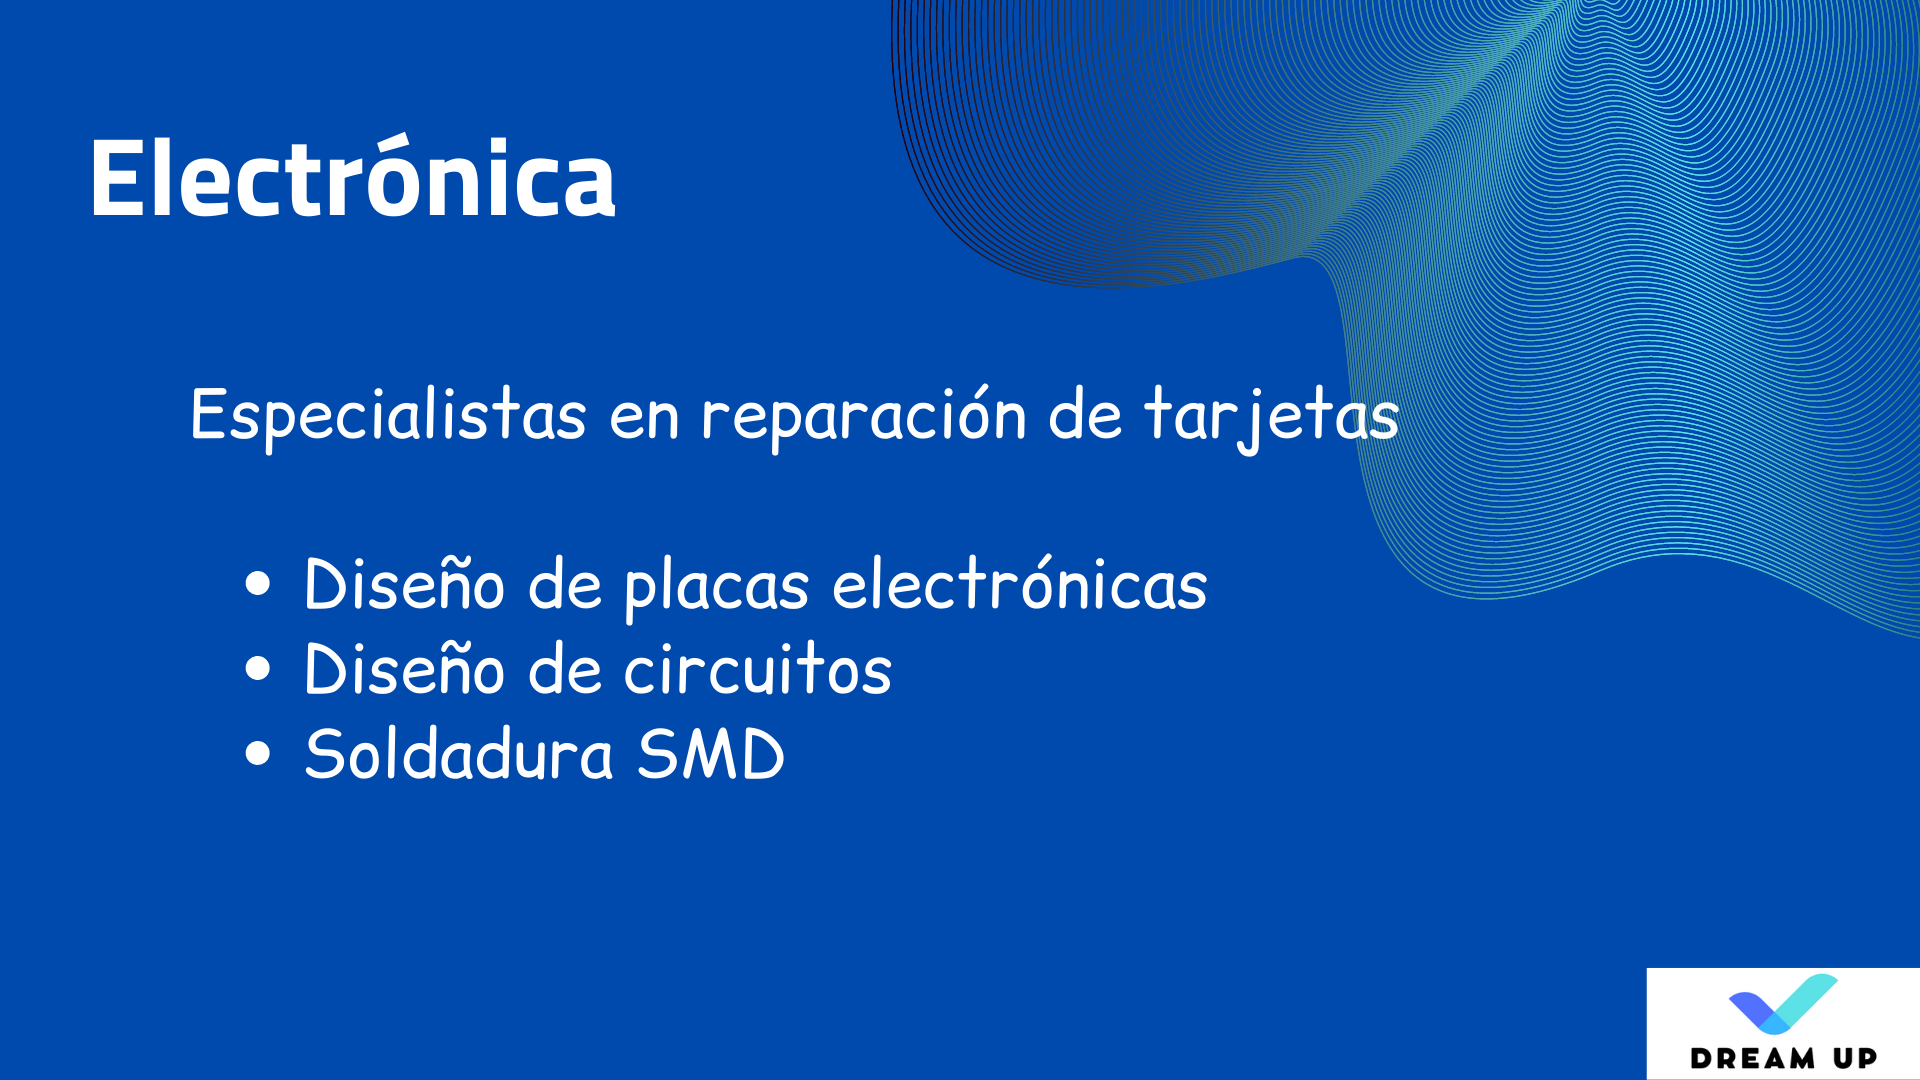 Electrónica
Especialistas en reparación de tarjetas
• Diseño de placas electrónicas
• Diseño de circuitos
• Soldadura SMD
DREAM UP